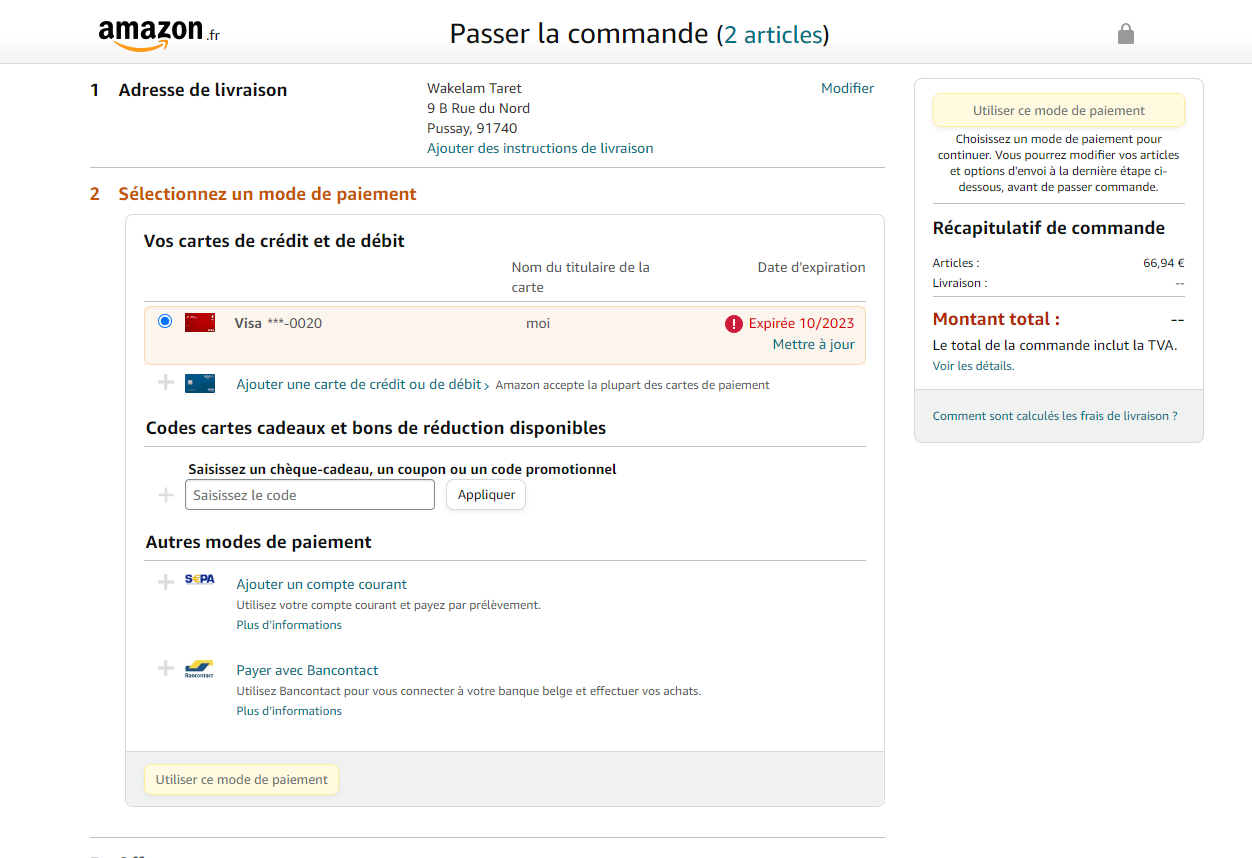 amazon.fr
Passer la commande (2 articles)
1 Adresse de livraison
Wakelam Taret
9 B Rue du Nord
Pussay, 91740
Ajouter des instructions de livraison
Modifier
2 Sélectionnez un mode de paiement
Vos cartes de crédit et de débit
Nom du titulaire de la
carte
Date d'expiration
Visa ***-0020
moi
Expirée 10/2023
Mettre à jour
Ajouter une carte de crédit ou de débit › Amazon accepte la plupart des cartes de paiement
Codes cartes cadeaux et bons de réduction disponibles
Saisissez un chèque-cadeau, un coupon ou un code promotionnel
Saisissez le code
Appliquer
Autres modes de paiement
S€PA
Ajouter un compte courant
Utilisez votre compte courant et payez par prélèvement.
Plus d'informations
Bancontact
Payer avec Bancontact
Utilisez Bancontact pour vous connecter à votre banque belge et effectuer vos achats.
Plus d'informations
Utiliser ce mode de paiement
Utiliser ce mode de paiement
Choisissez un mode de paiement pour
continuer. Vous pourrez modifier vos articles
et options d'envoi à la dernière étape ci-
dessous, avant de passer commande.
Récapitulatif de commande
Articles : 66,94 €
Livraison : --
Montant total : --
Le total de la commande inclut la TVA.
Voir les détails.
Comment sont calculés les frais de livraison ?